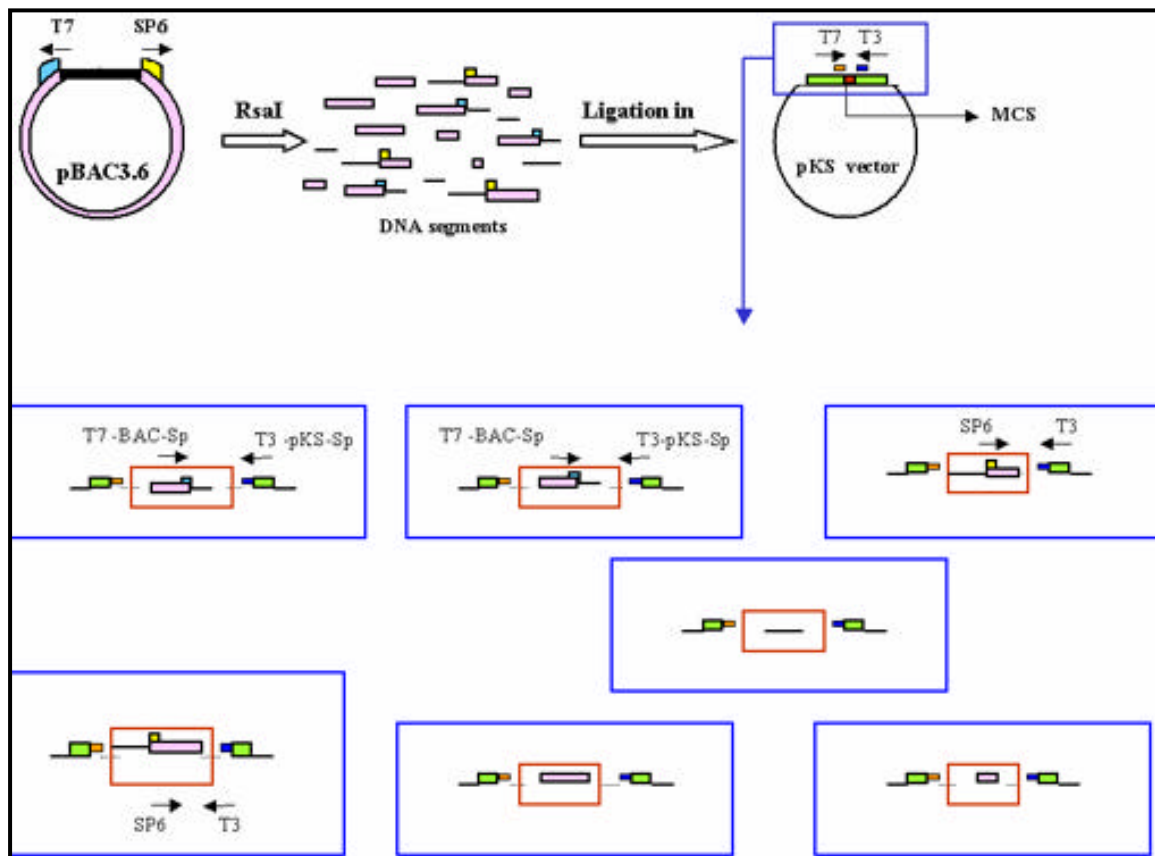 T7 SP6
pBAC3.6
RsaI
DNA segments
Ligation in
T7 T3
MCS
pKS vector
T7 -BAC-Sp
T3 -pKS-Sp
T7 -BAC-Sp
T3-pKS-Sp
SP6 T3
SP6 T3